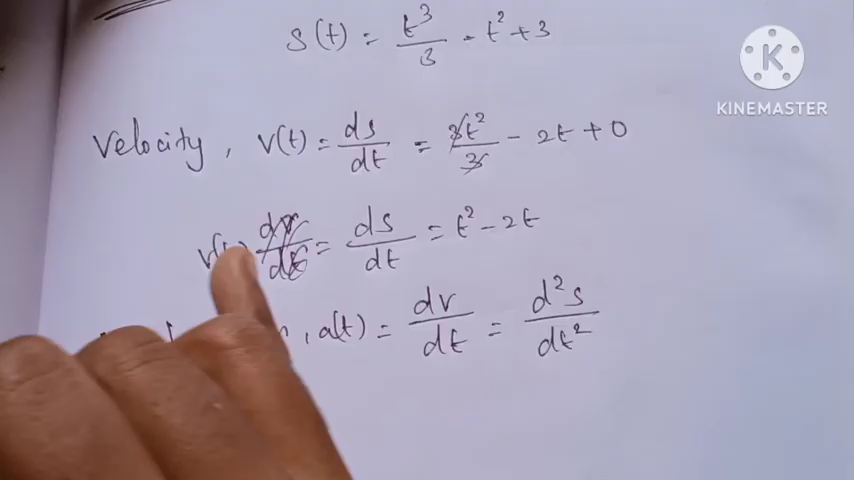 S(t) = t³/3 - t² + 3
K
KINEMASTER
Velocity, v(t) = ds/dt = 3t²/3 - 2t + 0
= ds/dt = t² - 2t
, a(t) = dv/dt = d²s/dt²